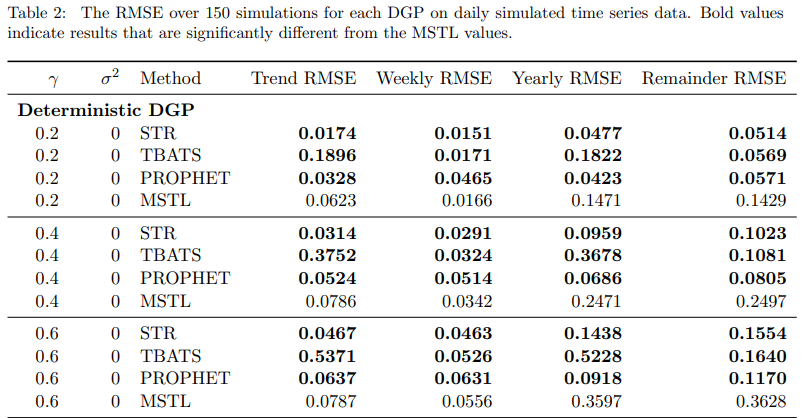 Table 2: The RMSE over 150 simulations for each DGP on daily simulated time series data. Bold values
indicate results that are significantly different from the MSTL values.
γ σ² Method Trend RMSE Weekly RMSE Yearly RMSE Remainder RMSE
Deterministic DGP
0.2 0 STR 0.0174 0.0151 0.0477 0.0514
0.2 0 TBATS 0.1896 0.0171 0.1822 0.0569
0.2 0 PROPHET 0.0328 0.0465 0.0423 0.0571
0.2 0 MSTL 0.0623 0.0166 0.1471 0.1429
0.4 0 STR 0.0314 0.0291 0.0959 0.1023
0.4 0 TBATS 0.3752 0.0324 0.3678 0.1081
0.4 0 PROPHET 0.0524 0.0514 0.0686 0.0805
0.4 0 MSTL 0.0786 0.0342 0.2471 0.2497
0.6 0 STR 0.0467 0.0463 0.1438 0.1554
0.6 0 TBATS 0.5371 0.0526 0.5228 0.1640
0.6 0 PROPHET 0.0637 0.0631 0.0918 0.1170
0.6 0 MSTL 0.0787 0.0556 0.3597 0.3628